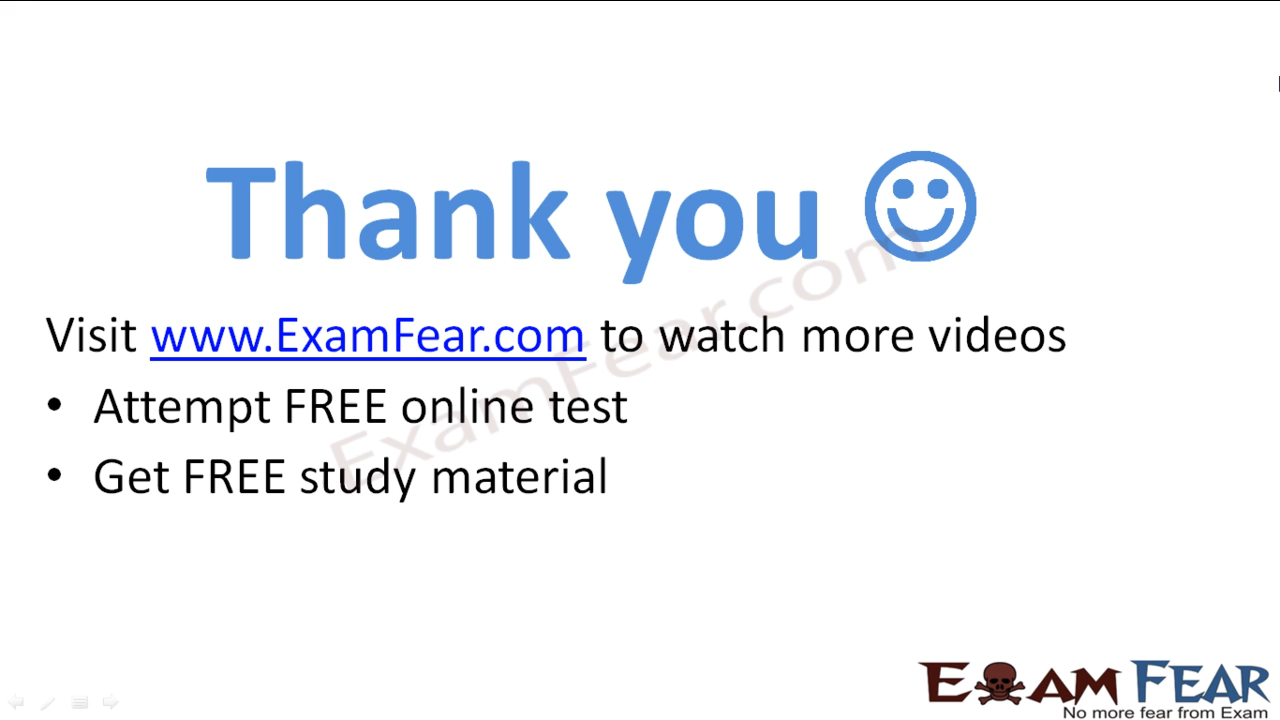 Thank you
Visit www.ExamFear.com to watch more videos
• Attempt FREE online test
• Get FREE study material
ExamFear.com
EXAM FEAR
No more fear from Exam